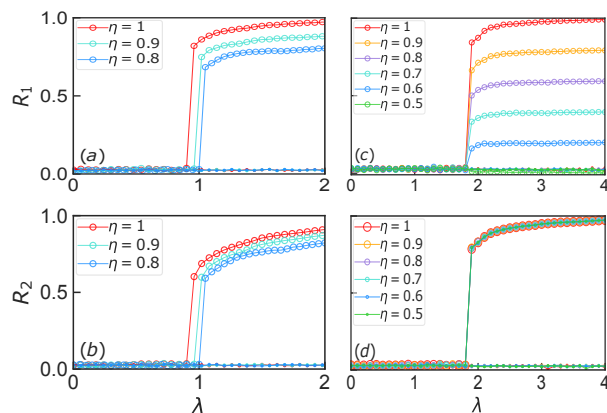 1.0
η = 1
η = 0.9
η = 0.8
R1
0.5
(a)
0.0
0
1
2
η = 1
η = 0.9
η = 0.8
η = 0.7
η = 0.6
η = 0.5
(c)
0
1
2
3
4
1.0
η = 1
η = 0.9
η = 0.8
R2
0.5
(b)
0.0
0
1
2
λ
η = 1
η = 0.9
η = 0.8
η = 0.7
η = 0.6
η = 0.5
(d)
0
1
2
3
4
λ